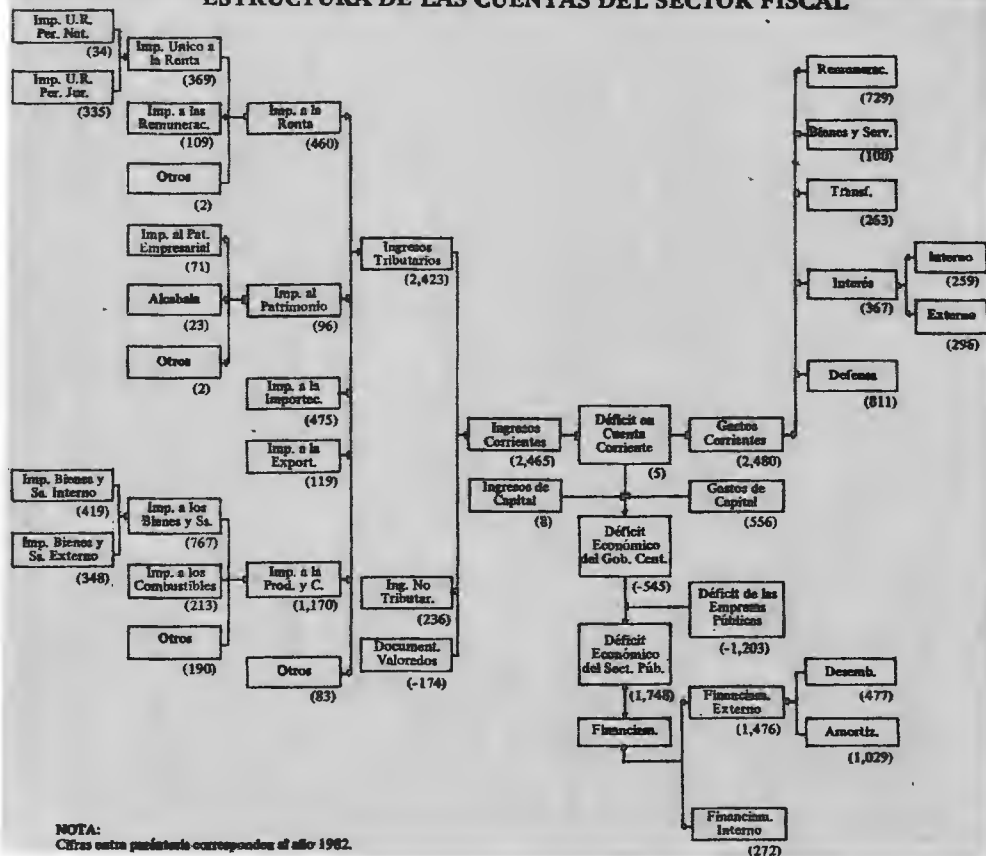 ESTRUCTURA DE LAS CUENTAS DEL SECTOR FISCAL
Imp. U.R.
Per. Nat.
(34)
Imp. U.R.
Per. Jur.
(335)
Imp. Unico a
la Renta
(369)
Imp. a las
Remunerac.
(109)
Otros
(2)
Imp. a la
Renta
(460)
Imp. al Pat.
Empresarial
(71)
Alcabala
(23)
Otros
(2)
Imp. al
Patrimonio
(96)
Imp. a la
Importec.
(475)
Imp. a la
Export.
(119)
Imp. Bienes y
Ss. Interno
(419)
Imp. Bienes y
Ss. Externo
(348)
Imp. a los
Bienes y Ss.
(767)
Imp. a los
Combustibles
(213)
Otros
(190)
Imp. a la
Prod. y C.
(1,170)
Otros
(83)
Ingresos
Tributarios
(2,423)
Ing. No
Tributar.
(236)
Document.
Valorados
(-174)
Ingresos
Corrientes
(2,465)
Déficit en
Cuenta
Corriente
(5)
Gastos
Corrientes
(2,480)
Remunerac.
(729)
Bienes y Serv.
(100)
Transf.
(263)
Interés
(367)
Interno
(259)
Externo
(296)
Defensa
(811)
Ingresos de
Capital
(8)
Gastos de
Capital
(556)
Déficit
Económico
del Gob. Cent.
(-545)
Déficit de las
Empresas
Públicas
(-1,203)
Déficit
Económico
del Sect. Púb.
(1,748)
Financiam.
Financiam.
Externo
(1,476)
Desemb.
(477)
Amortiz.
(1,029)
Financiam.
Interno
(272)
NOTA:
Cifras entre paréntesis corresponden al año 1982.